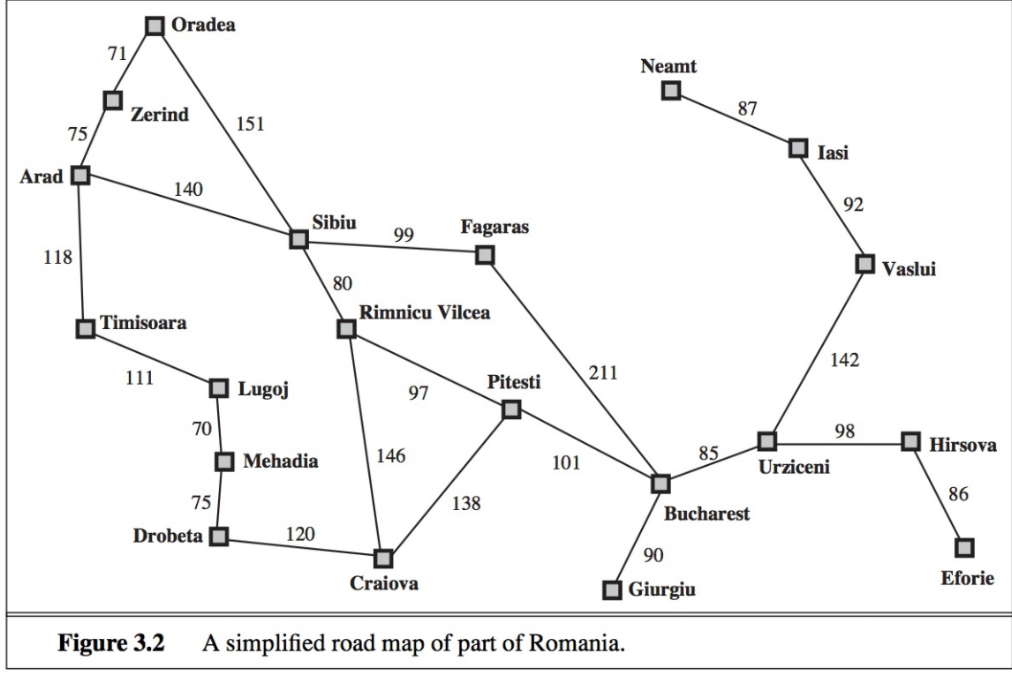 Oradea
71
Neamt
87
Zerind
151
75
Iasi
Arad
140
92
Sibiu
99
Fagaras
118
80
Vaslui
Rimnicu Vilcea
Timisoara
142
111
211
Lugoj
97
Pitesti
70
98
Hirsova
146
85
Mehadia
101
Urziceni
86
75
138
Bucharest
Drobeta
120
90
Craiova
Giurgiu
Eforie
Figure 3.2 A simplified road map of part of Romania.